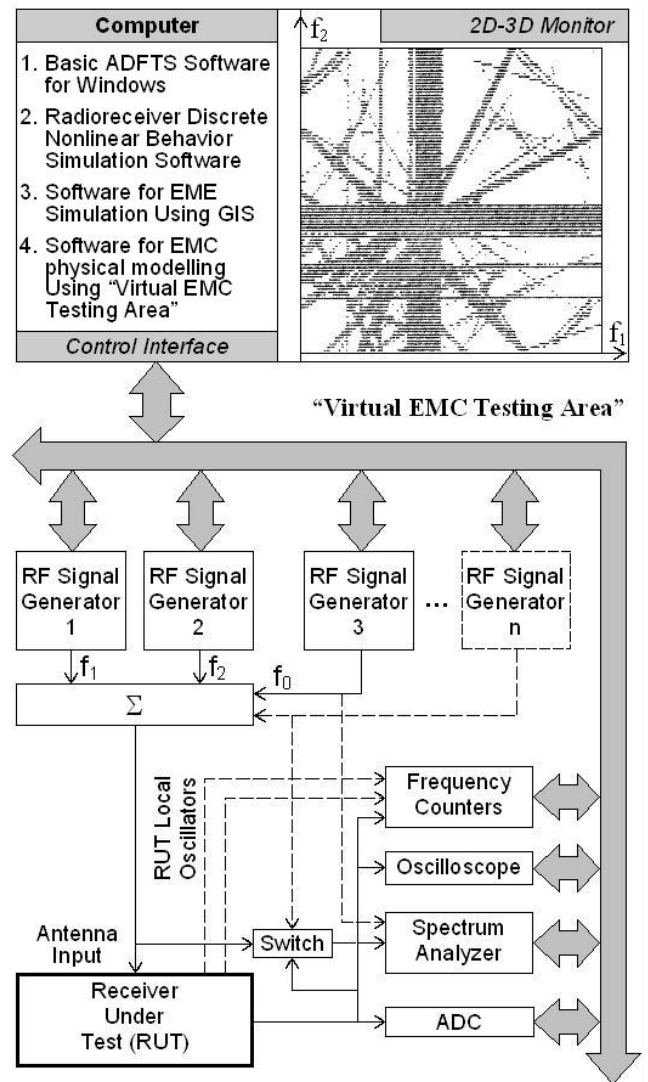 Computer
1. Basic ADFTS Software
for Windows
2. Radioreceiver Discrete
Nonlinear Behavior
Simulation Software
3. Software for EME
Simulation Using GIS
4. Software for EMC
physical modelling
Using “Virtual EMC
Testing Area”
Control Interface
2D-3D Monitor
f2
f1
“Virtual EMC Testing Area”
RF Signal
Generator
1
RF Signal
Generator
2
RF Signal
Generator
3
...
RF Signal
Generator
n
f1
f2
f0
Σ
RUT Local
Oscillators
Frequency
Counters
Oscilloscope
Antenna
Input
Switch
Spectrum
Analyzer
Receiver
Under
Test (RUT)
ADC